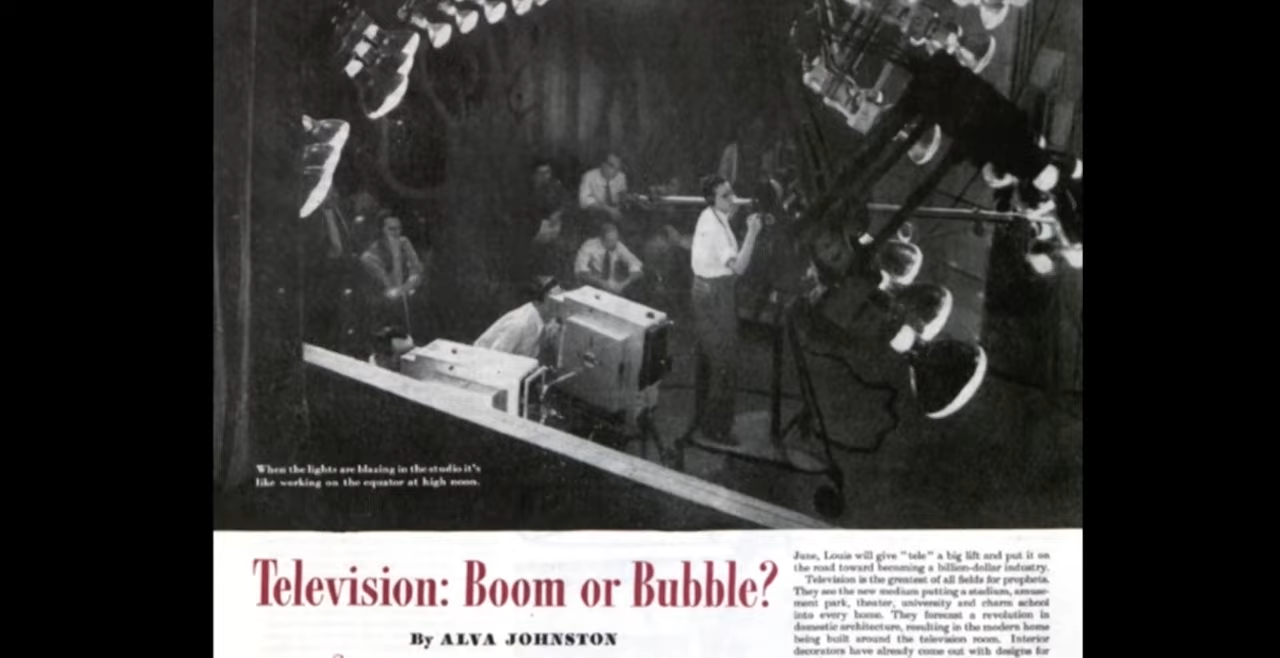 When the lights are blazing in the studio it's
like working on the equator at high noon.
Television: Boom or Bubble?
By ALVA JOHNSTON
June, Louis will give "tele" a big lift and put it on
the road toward becoming a billion-dollar industry.
Television is the greatest of all fields for prophets.
They see the new medium putting a stadium, amuse-
ment park, theater, university and charm school
into every home. They forecast a revolution in
domestic architecture, resulting in the modern home
being built around the television room. Interior
decorators have already come out with designs for